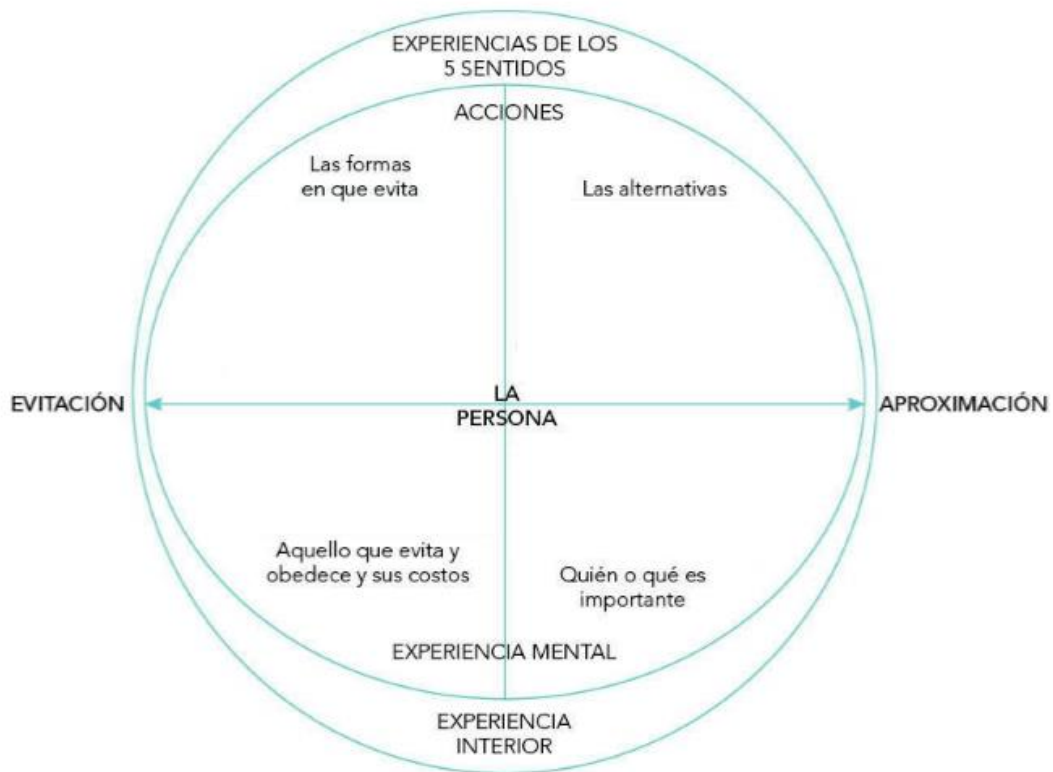 EXPERIENCIAS DE LOS
5 SENTIDOS
ACCIONES
Las formas
en que evita
Las alternativas
EVITACIÓN
LA
PERSONA
APROXIMACIÓN
Aquello que evita y
obedece y sus costos
Quién o qué es
importante
EXPERIENCIA MENTAL
EXPERIENCIA
INTERIOR